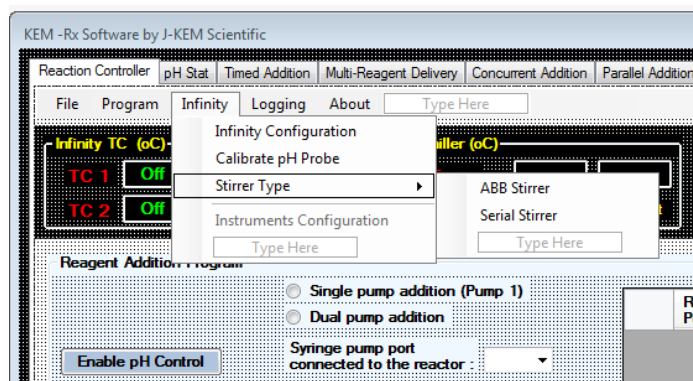 KEM -Rx Software by J-KEM Scientific
Reaction Controller pH Stat Timed Addition Multi-Reagent Delivery Concurrent Addition Parallel Addition
File Program Infinity Logging About Type Here
Infinity TC (oC) iller (oC)
Infinity Configuration
Calibrate pH Probe
TC 1 Off
Stirrer Type
ABB Stirrer
TC 2 Off
Serial Stirrer
Instruments Configuration
Type Here
Type Here
Reagent Addition Program
Single pump addition (Pump 1)
Dual pump addition
Enable pH Control
Syringe pump port
connected to the reactor :